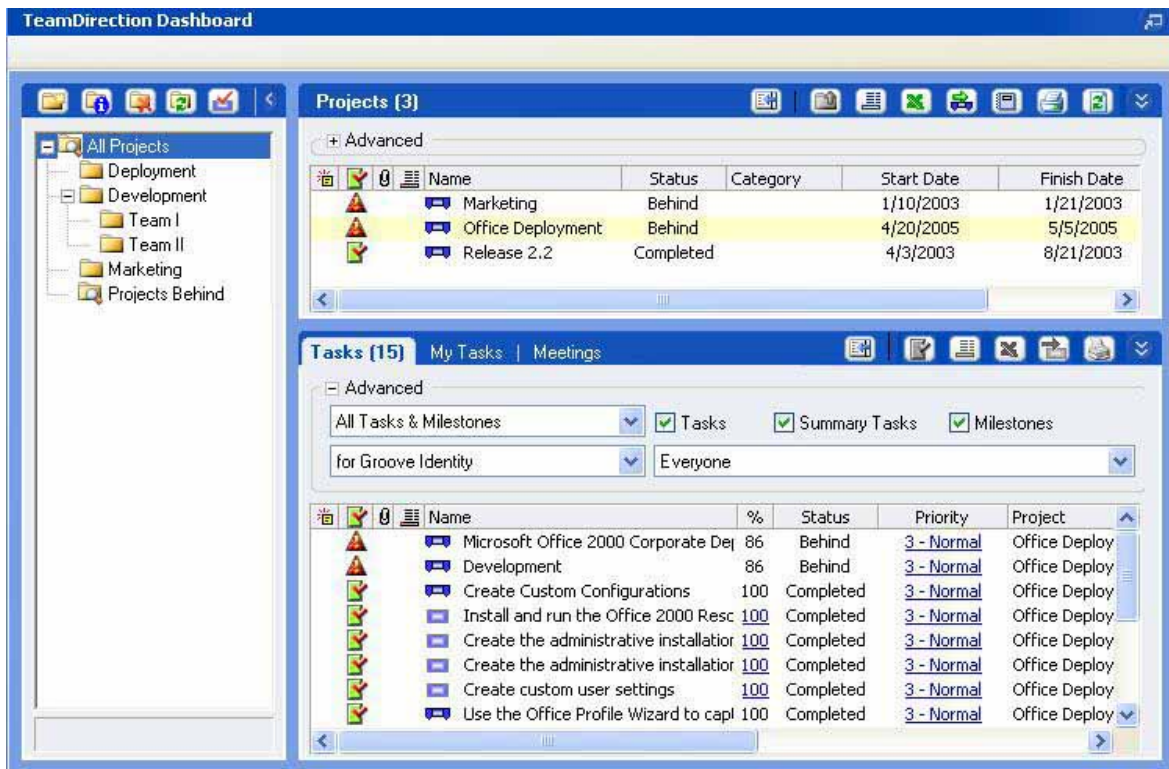 TeamDirection Dashboard
All Projects
Deployment
Development
Team I
Team II
Marketing
Projects Behind
Projects (3)
Advanced
Name Status Category Start Date Finish Date
Marketing Behind 1/10/2003 1/21/2003
Office Deployment Behind 4/20/2005 5/5/2005
Release 2.2 Completed 4/3/2003 8/21/2003
Tasks (15) My Tasks | Meetings
Advanced
All Tasks & Milestones Tasks Summary Tasks Milestones
for Groove Identity Everyone
Name % Status Priority Project
Microsoft Office 2000 Corporate Dep 86 Behind 3 - Normal Office Deploy
Development 86 Behind 3 - Normal Office Deploy
Create Custom Configurations 100 Completed 3 - Normal Office Deploy
Install and run the Office 2000 Resc 100 Completed 3 - Normal Office Deploy
Create the administrative installation 100 Completed 3 - Normal Office Deploy
Create the administrative installation 100 Completed 3 - Normal Office Deploy
Create custom user settings 100 Completed 3 - Normal Office Deploy
Use the Office Profile Wizard to capt 100 Completed 3 - Normal Office Deploy